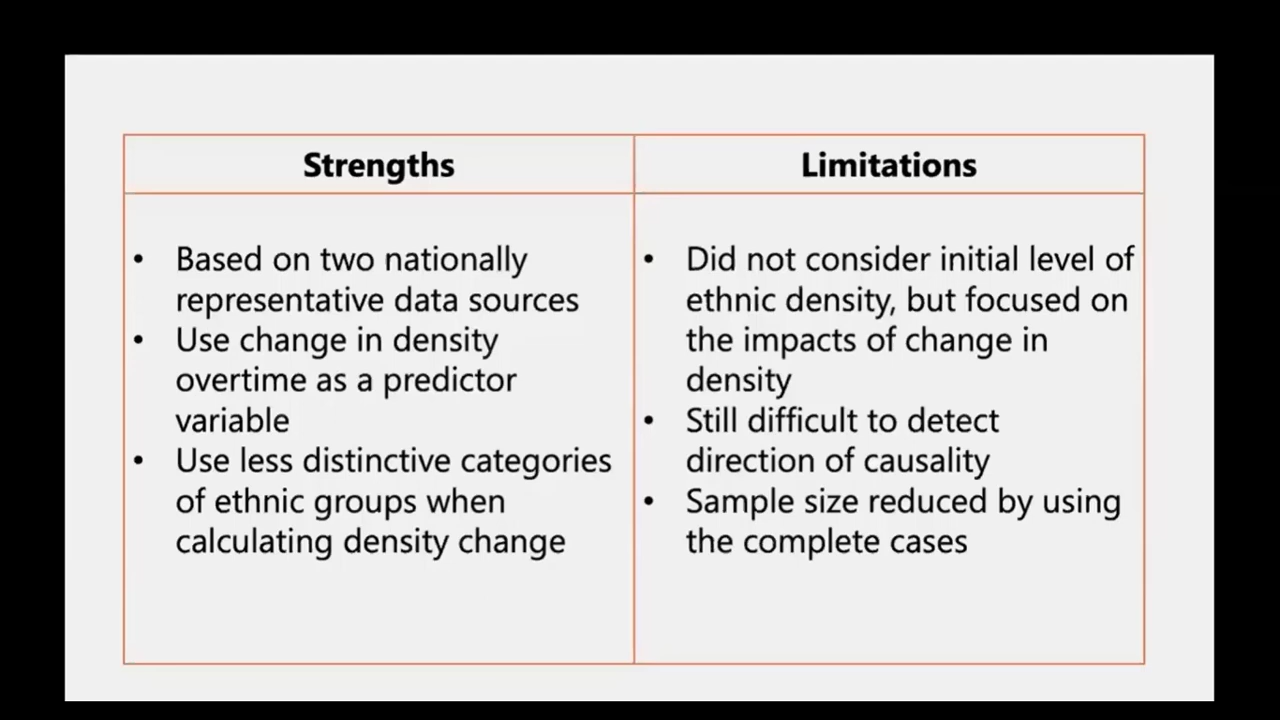 Strengths
• Based on two nationally
representative data sources
• Use change in density
overtime as a predictor
variable
• Use less distinctive categories
of ethnic groups when
calculating density change
Limitations
• Did not consider initial level of
ethnic density, but focused on
the impacts of change in
density
• Still difficult to detect
direction of causality
• Sample size reduced by using
the complete cases